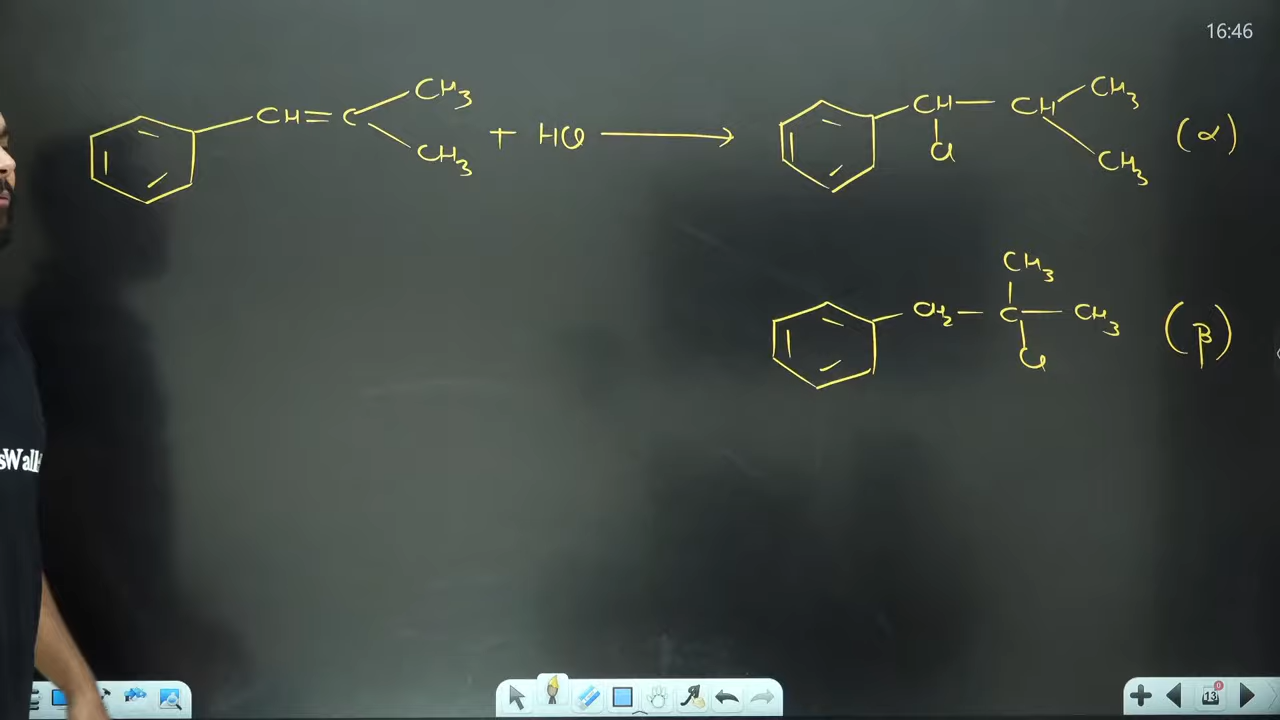 16:46
CH=C CH3 CH3 + HCl → CH—CH CH3 CH3 Cl (α)
CH3
CH2—C—CH3 (β)
Cl
sWall
13